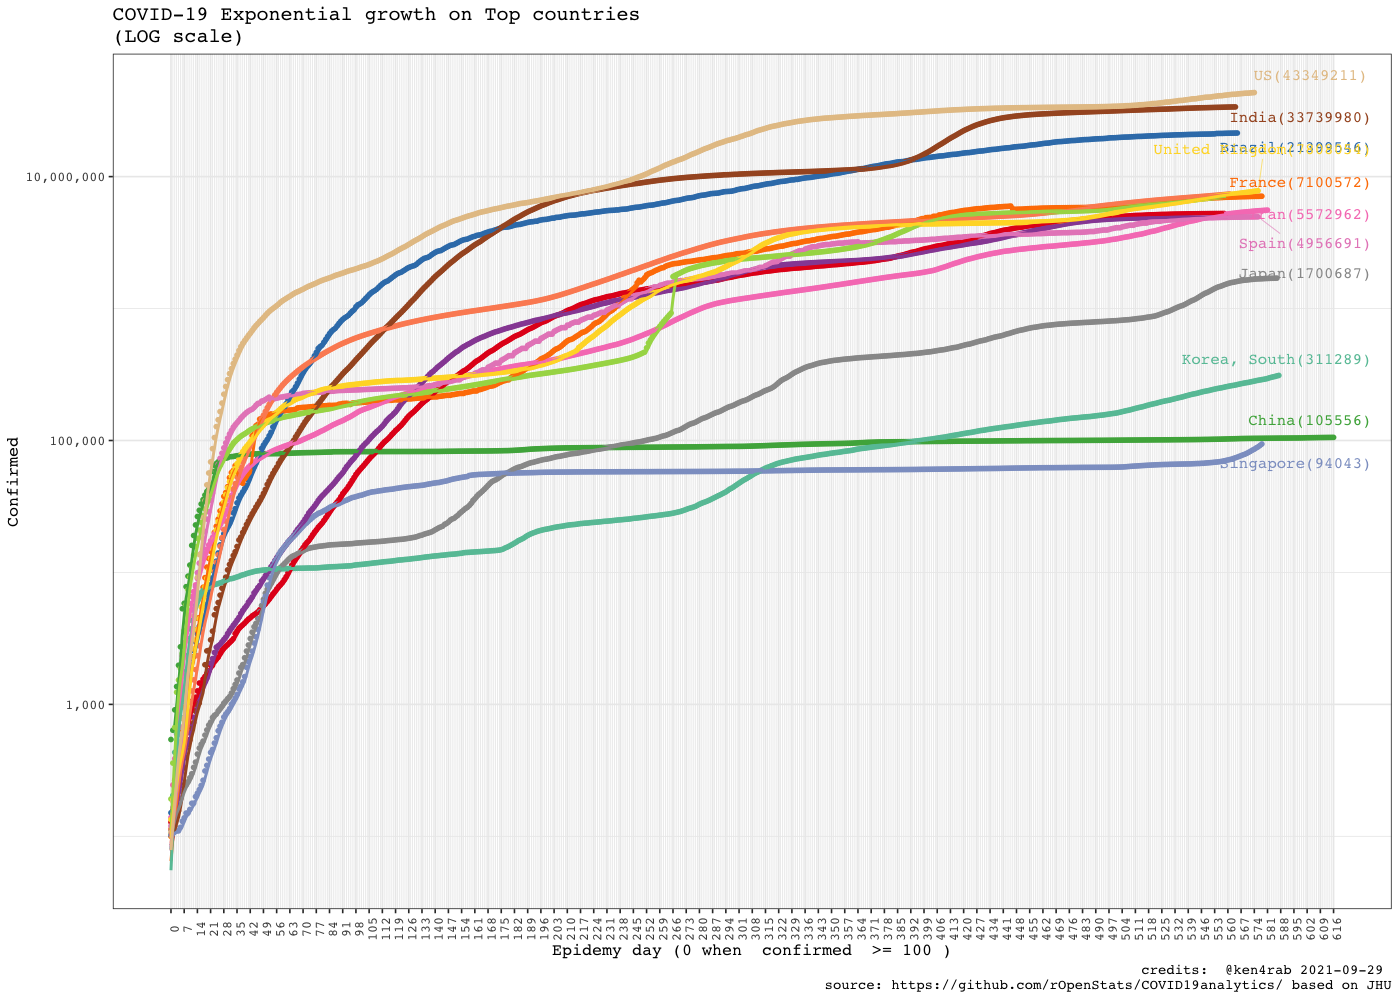 COVID-19 Exponential growth on Top countries
(LOG scale)
US(43349211)
India(33739980)
Brazil(21399546)
United Kingdom
France(7100572)
(5572962)
Spain(4956691)
Japan(1700687)
Korea, South(311289)
China(105556)
Singapore(94043)
10,000,000
100,000
1,000
Confirmed
0 7 14 21 28 35 42 49 56 63 70 77 84 91 98 105 112 119 126 133 140 147 154 161 168 175 182 189 196 203 210 217 224 231 238 245 252 259 266 273 280 287 294 301 308 315 322 329 336 343 350 357 364 371 378 385 392 399 406 413 420 427 434 441 448 455 462 469 476 483 490 497 504 511 518 525 532 539 546 553 560 567 574 581 588 595 602 609 616
Epidemy day (0 when confirmed >= 100 )
credits: @ken4rab 2021-09-29
source: https://github.com/rOpenStats/COVID19analytics/ based on JHU